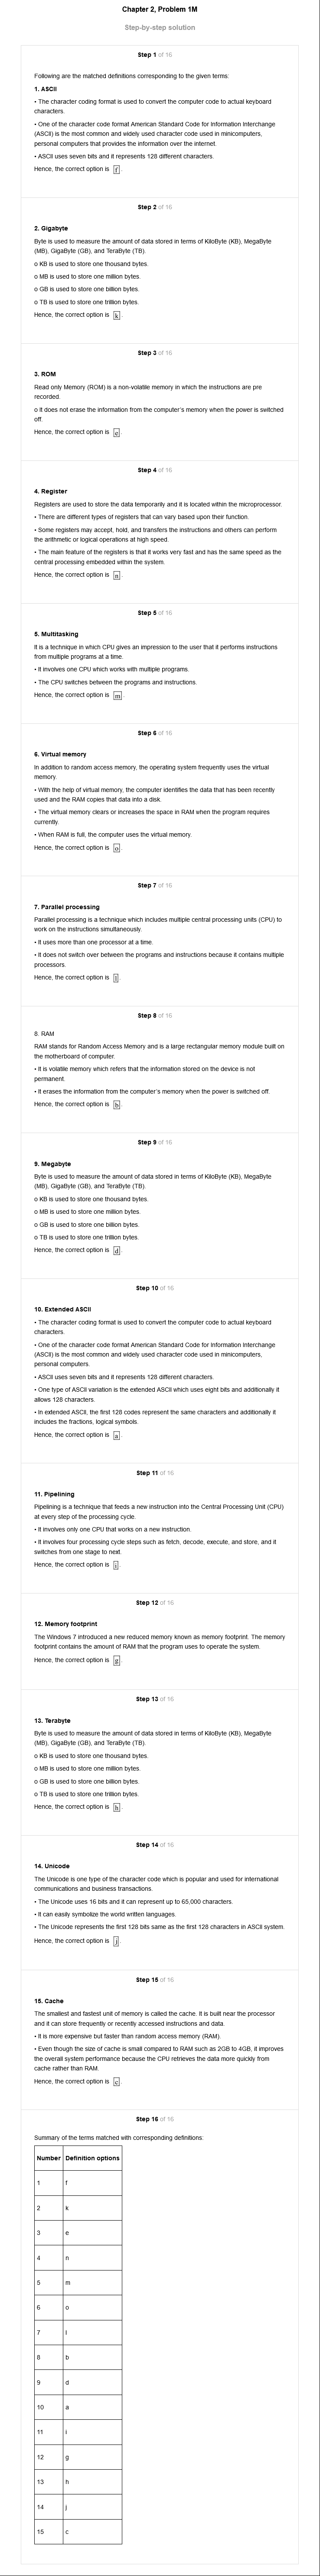 Chapter 2, Problem 1M
Step-by-step solution
Step 1 of 16
Following are the matched definitions corresponding to the given terms:
1. ASCII
• The character coding format is used to convert the computer code to actual keyboard
characters.
• One of the character code format American Standard Code for Information Interchange
(ASCII) is the most common and widely used character code used in minicomputers,
personal computers that provides the information over the internet.
• ASCII uses seven bits and it represents 128 different characters.
Hence, the correct option is f.
Step 2 of 16
2. Gigabyte
Byte is used to measure the amount of data stored in terms of KiloByte (KB), MegaByte
(MB), GigaByte (GB), and TeraByte (TB).
o KB is used to store one thousand bytes.
o MB is used to store one million bytes.
o GB is used to store one billion bytes.
o TB is used to store one trillion bytes.
Hence, the correct option is k.
Step 3 of 16
3. ROM
Read only Memory (ROM) is a non-volatile memory in which the instructions are pre
recorded.
o It does not erase the information from the computer's memory when the power is switched
off.
Hence, the correct option is e.
Step 4 of 16
4. Register
Registers are used to store the data temporarily and it is located within the microprocessor.
• There are different types of registers that can vary based upon their function.
• Some registers may accept, hold, and transfers the instructions and others can perform
the arithmetic or logical operations at high speed.
• The main feature of the registers is that it works very fast and has the same speed as the
central processing embedded within the system.
Hence, the correct option is n.
Step 5 of 16
5. Multitasking
It is a technique in which CPU gives an impression to the user that it performs instructions
from multiple programs at a time.
• It involves one CPU which works with multiple programs.
• The CPU switches between the programs and instructions.
Hence, the correct option is m.
Step 6 of 16
6. Virtual memory
In addition to random access memory, the operating system frequently uses the virtual
memory.
• With the help of virtual memory, the computer identifies the data that has been recently
used and the RAM copies that data into a disk.
• The virtual memory clears or increases the space in RAM when the program requires
currently.
• When RAM is full, the computer uses the virtual memory.
Hence, the correct option is o.
Step 7 of 16
7. Parallel processing
Parallel processing is a technique which includes multiple central processing units (CPU) to
work on the instructions simultaneously.
• It uses more than one processor at a time.
• It does not switch over between the programs and instructions because it contains multiple
processors.
Hence, the correct option is l.
Step 8 of 16
8. RAM
RAM stands for Random Access Memory and is a large rectangular memory module built on
the motherboard of computer.
• It is volatile memory which refers that the information stored on the device is not
permanent.
• It erases the information from the computer's memory when the power is switched off.
Hence, the correct option is b.
Step 9 of 16
9. Megabyte
Byte is used to measure the amount of data stored in terms of KiloByte (KB), MegaByte
(MB), GigaByte (GB), and TeraByte (TB).
o KB is used to store one thousand bytes.
o MB is used to store one million bytes.
o GB is used to store one billion bytes.
o TB is used to store one trillion bytes.
Hence, the correct option is d.
Step 10 of 16
10. Extended ASCII
• The character coding format is used to convert the computer code to actual keyboard
characters.
• One of the character code format American Standard Code for Information Interchange
(ASCII) is the most common and widely used character code used in minicomputers,
personal computers.
• ASCII uses seven bits and it represents 128 different characters.
• One type of ASCII variation is the extended ASCII which uses eight bits and additionally it
allows 128 characters.
• In extended ASCII, the first 128 codes represent the same characters and additionally it
includes the fractions, logical symbols.
Hence, the correct option is a.
Step 11 of 16
11. Pipelining
Pipelining is a technique that feeds a new instruction into the Central Processing Unit (CPU)
at every step of the processing cycle.
• It involves only one CPU that works on a new instruction.
• It involves four processing cycle steps such as fetch, decode, execute, and store, and it
switches from one stage to next.
Hence, the correct option is i.
Step 12 of 16
12. Memory footprint
The Windows 7 introduced a new reduced memory known as memory footprint. The memory
footprint contains the amount of RAM that the program uses to operate the system.
Hence, the correct option is g.
Step 13 of 16
13. Terabyte
Byte is used to measure the amount of data stored in terms of KiloByte (KB), MegaByte
(MB), GigaByte (GB), and TeraByte (TB).
o KB is used to store one thousand bytes.
o MB is used to store one million bytes.
o GB is used to store one billion bytes.
o TB is used to store one trillion bytes.
Hence, the correct option is h.
Step 14 of 16
14. Unicode
The Unicode is one type of the character code which is popular and used for international
communications and business transactions.
• The Unicode uses 16 bits and it can represent up to 65,000 characters.
• It can easily symbolize the world written languages.
• The Unicode represents the first 128 bits same as the first 128 characters in ASCII system.
Hence, the correct option is j.
Step 15 of 16
15. Cache
The smallest and fastest unit of memory is called the cache. It is built near the processor
and it can store frequently or recently accessed instructions and data.
• It is more expensive but faster than random access memory (RAM).
• Even though the size of cache is small compared to RAM such as 2GB to 4GB, it improves
the overall system performance because the CPU retrieves the data more quickly from
cache rather than RAM.
Hence, the correct option is c.
Step 16 of 16
Summary of the terms matched with corresponding definitions:
Number Definition options
1 f
2 k
3 e
4 n
5 m
6 o
7 l
8 b
9 d
10 a
11 i
12 g
13 h
14 j
15 c